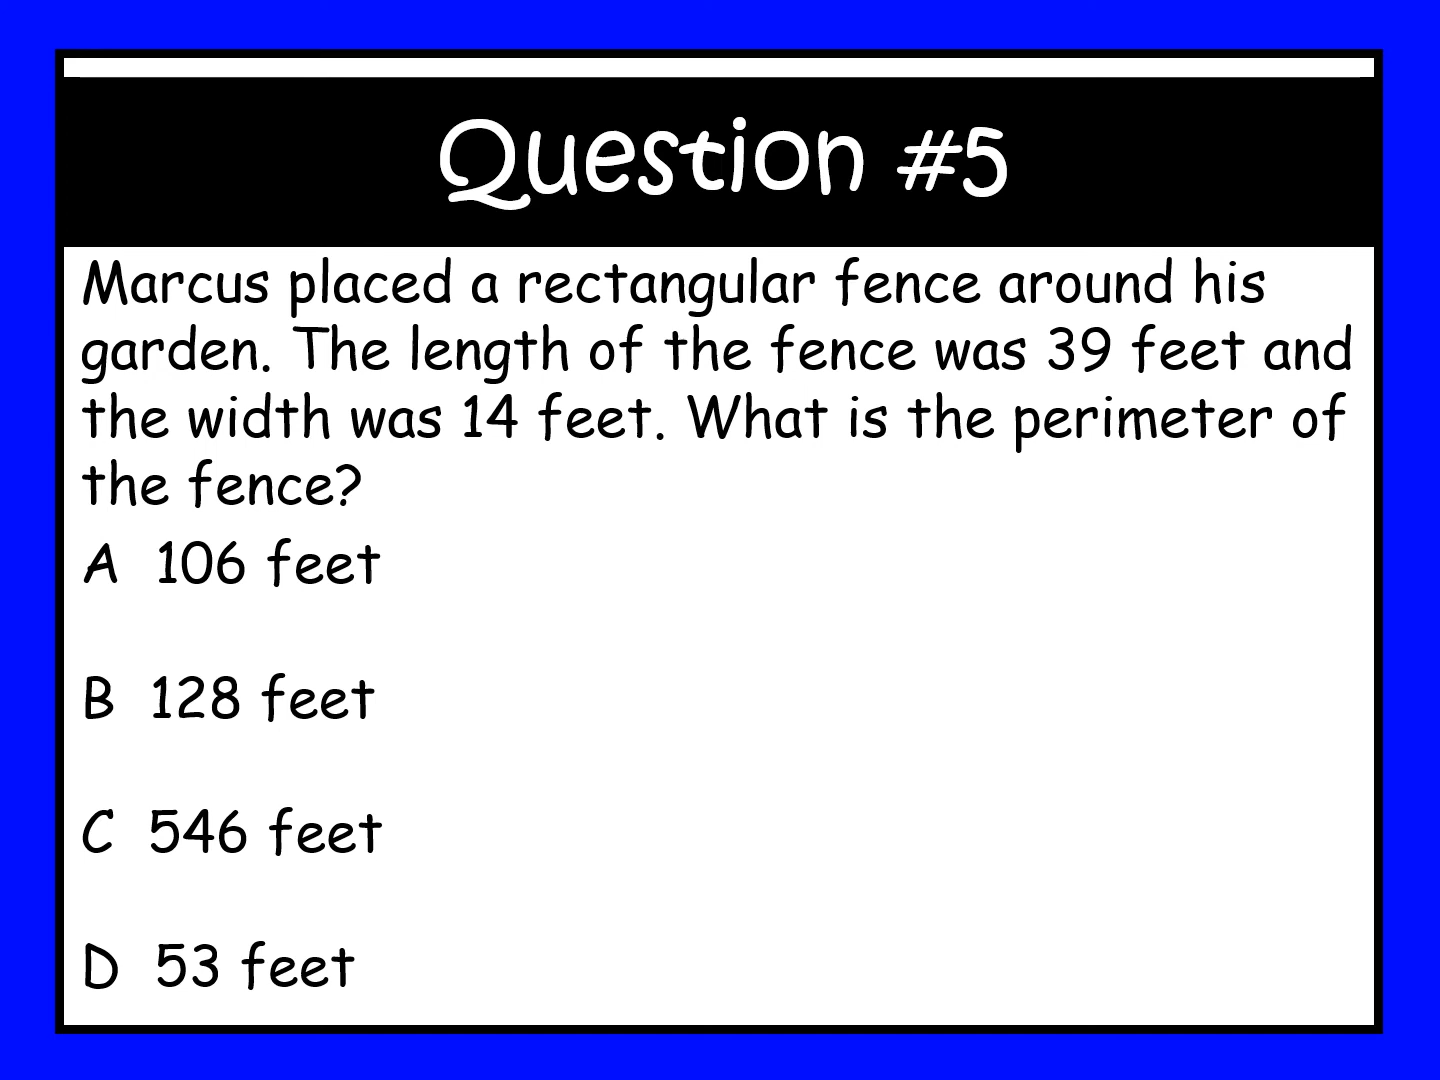 Question #5
Marcus placed a rectangular fence around his
garden. The length of the fence was 39 feet and
the width was 14 feet. What is the perimeter of
the fence?
A 106 feet
B 128 feet
C 546 feet
D 53 feet